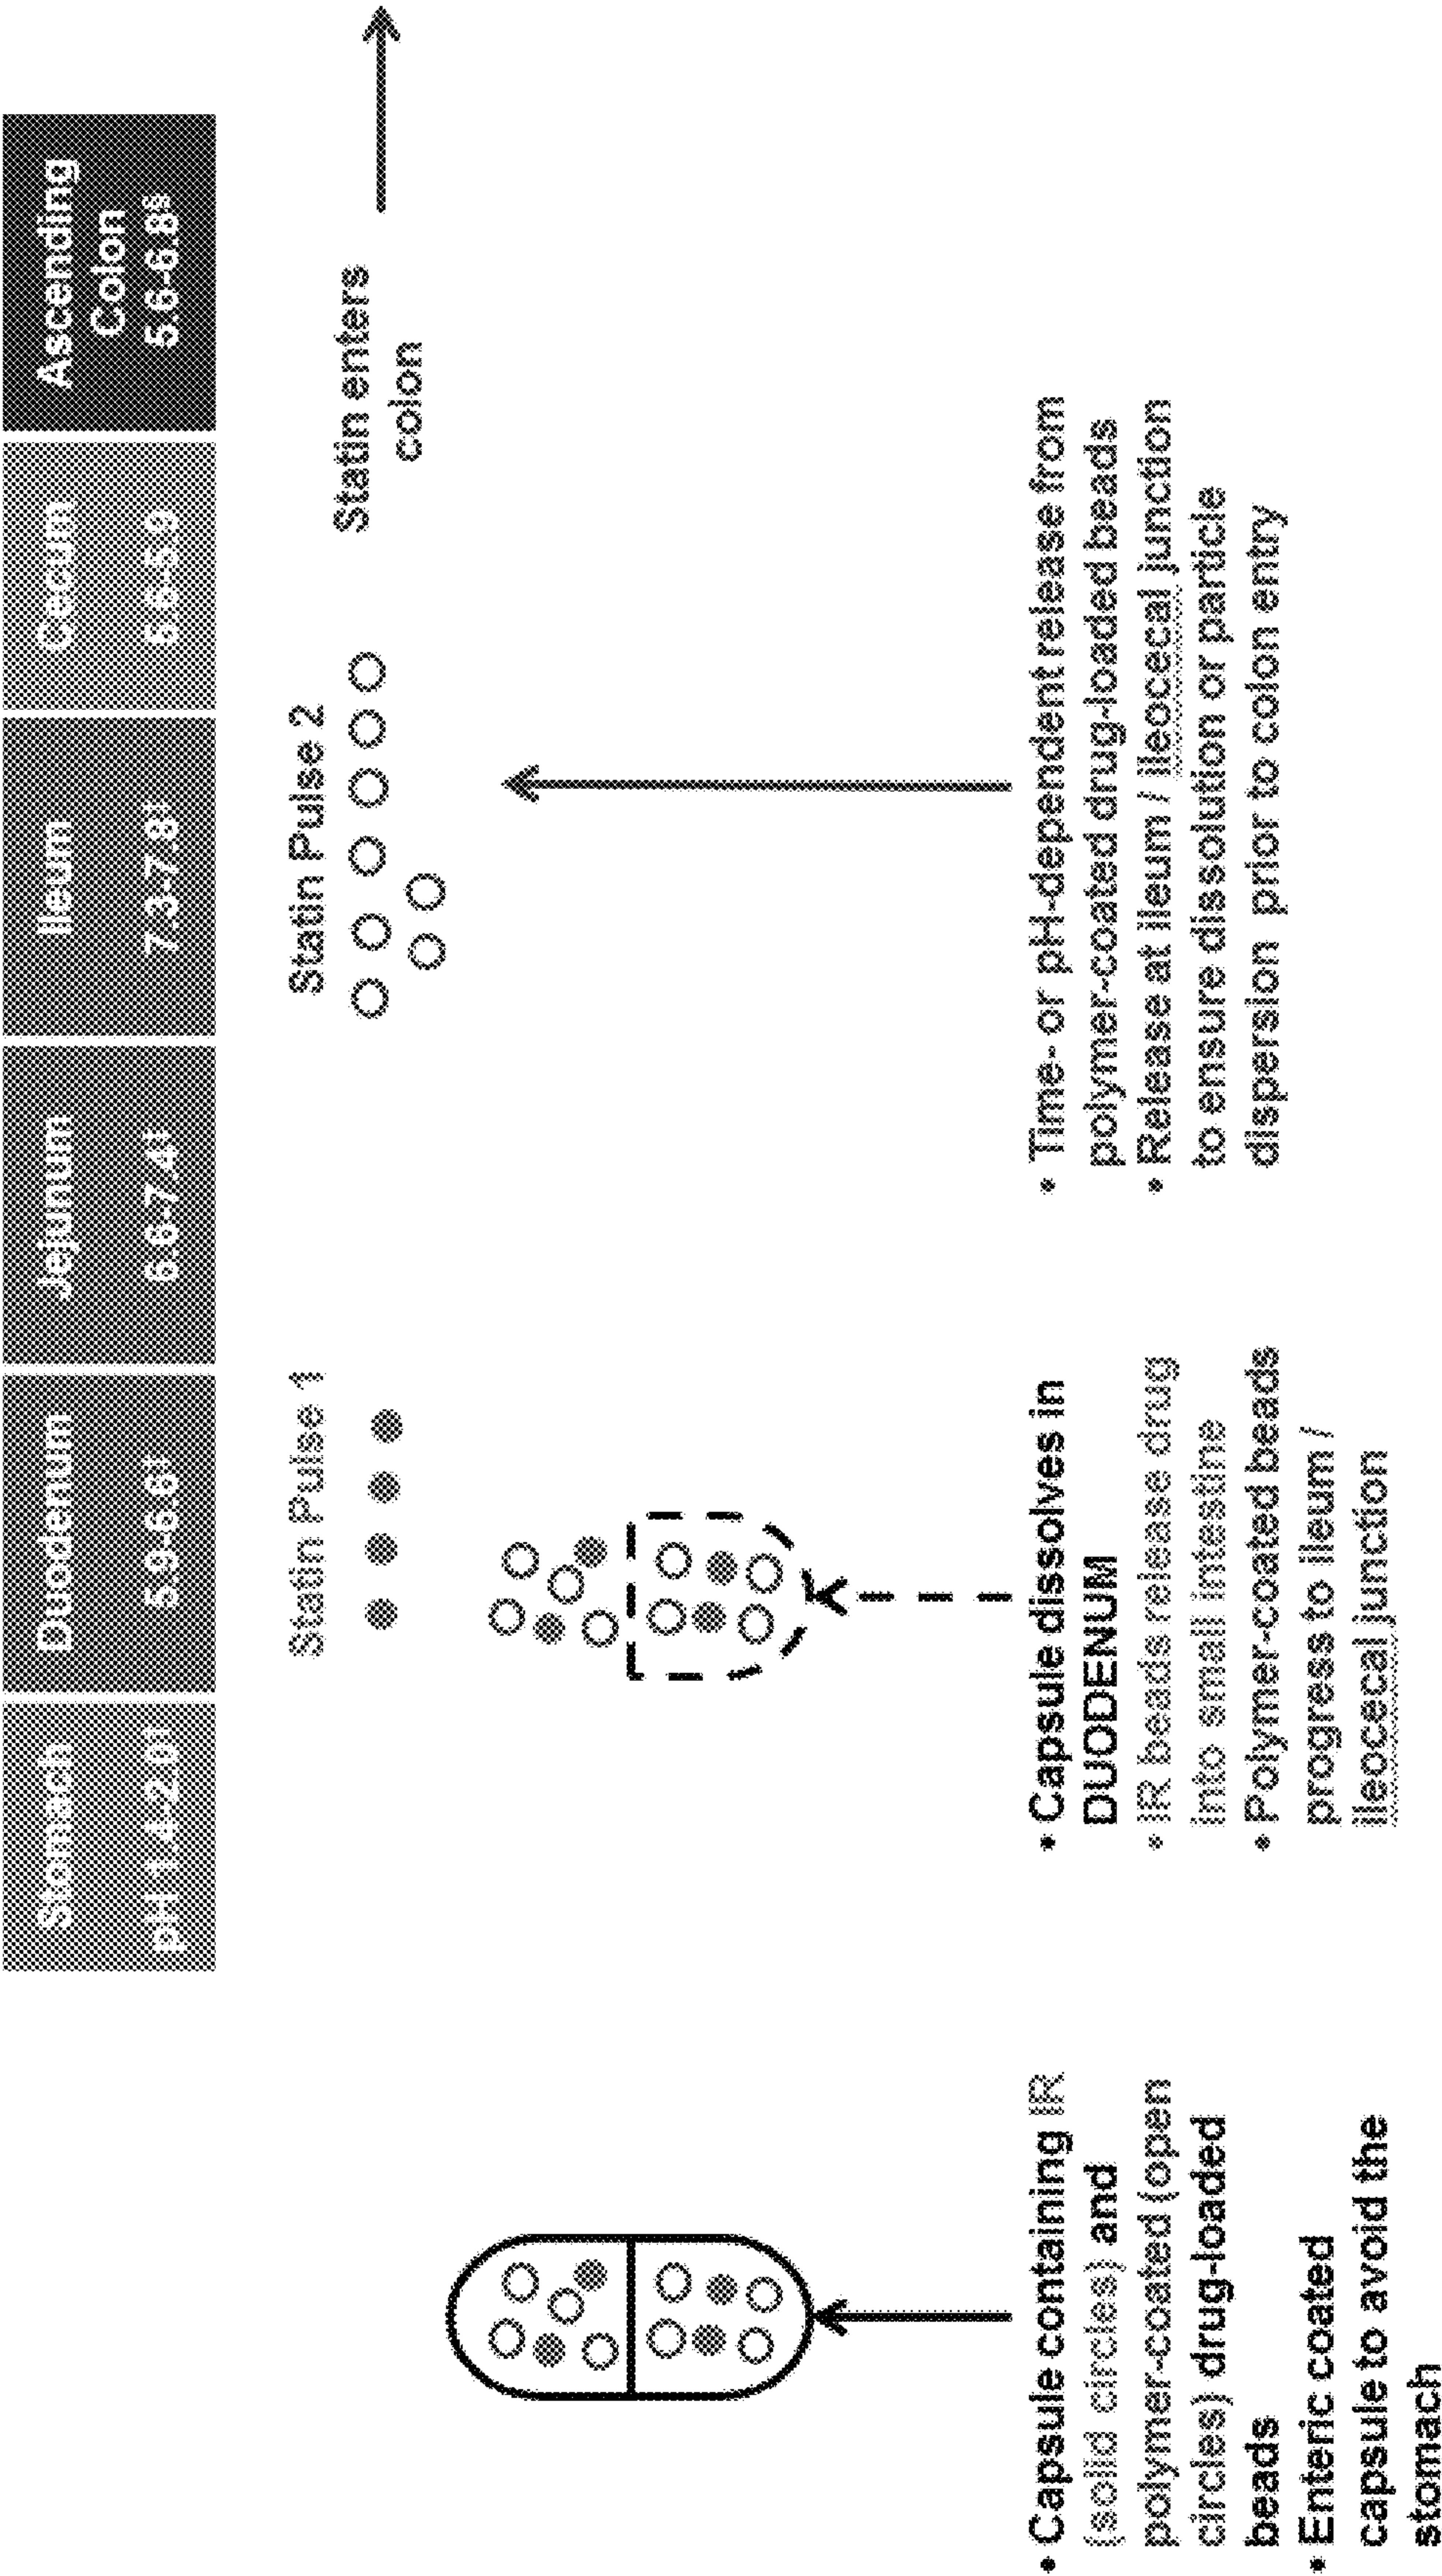 Stomach
pH 1.4-2.0†
Duodenum
5.9-6.6‡
Jejunum
6.6-7.4‡
Ileum
7.3-7.8‡
Cecum
5.6-5.9
Ascending
Colon
5.6-6.8§
Statin Pulse 1
Statin Pulse 2
Statin enters
colon
• Capsule containing IR
(solid circles) and
polymer-coated (open
circles) drug-loaded
beads
• Enteric coated
capsule to avoid the
stomach
• Capsule dissolves in
DUODENUM
• IR beads release drug
into small intestine
• Polymer-coated beads
progress to ileum /
ileocecal junction
• Time- or pH-dependent release from
polymer-coated drug-loaded beads
• Release at ileum / ileocecal junction
to ensure dissolution or particle
dispersion prior to colon entry